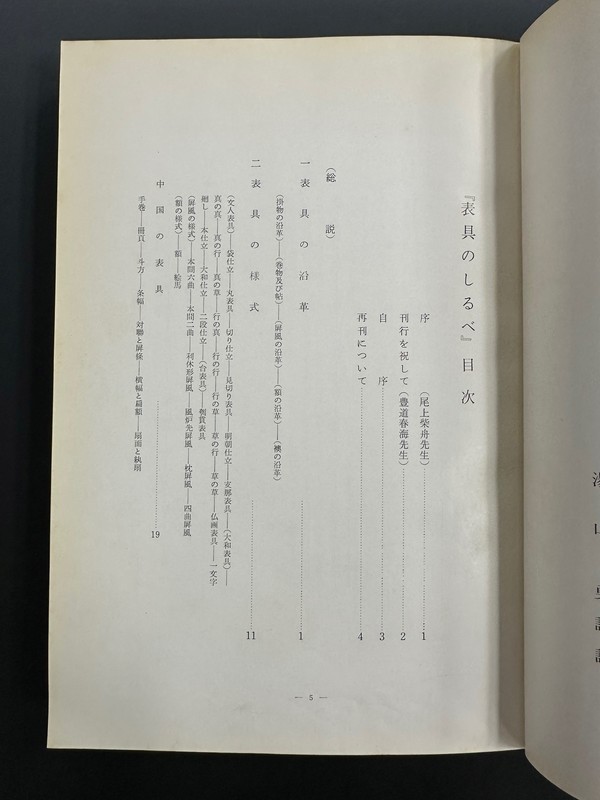 『表具のしるべ』目次
序　(尾上柴舟先生)……1
刊行を祝して(豊道春海先生)……2
自　序……3
再刊について……4
(総　説)
一　表具の沿革……1
(掛物の沿革)――(巻物及び帖)――(屏風の沿革)――(額の沿革)――(襖の沿革)
二　表具の様式……11
(文人表具)――袋仕立――丸表具――切り仕立――見切り表具――明朝仕立――支那表具――(大和表具)――
真の真――真の行――真の草――行の真――行の行――行の草――草の行――草の草――仏画表具――一文字
廻し――本仕立――大和仕立――二段仕立――(台表具)――朝貢表具
(屏風の様式)――本間六曲――本間二曲――利休形屏風――風炉先屏風――枕屏風――四曲屏風
(額の様式)――額――絵馬
中国の表具……19
手巻――冊頁――斗方――条幅――対聯と屏條――横幅と扁額――扇面と紈扇
― 5 ―